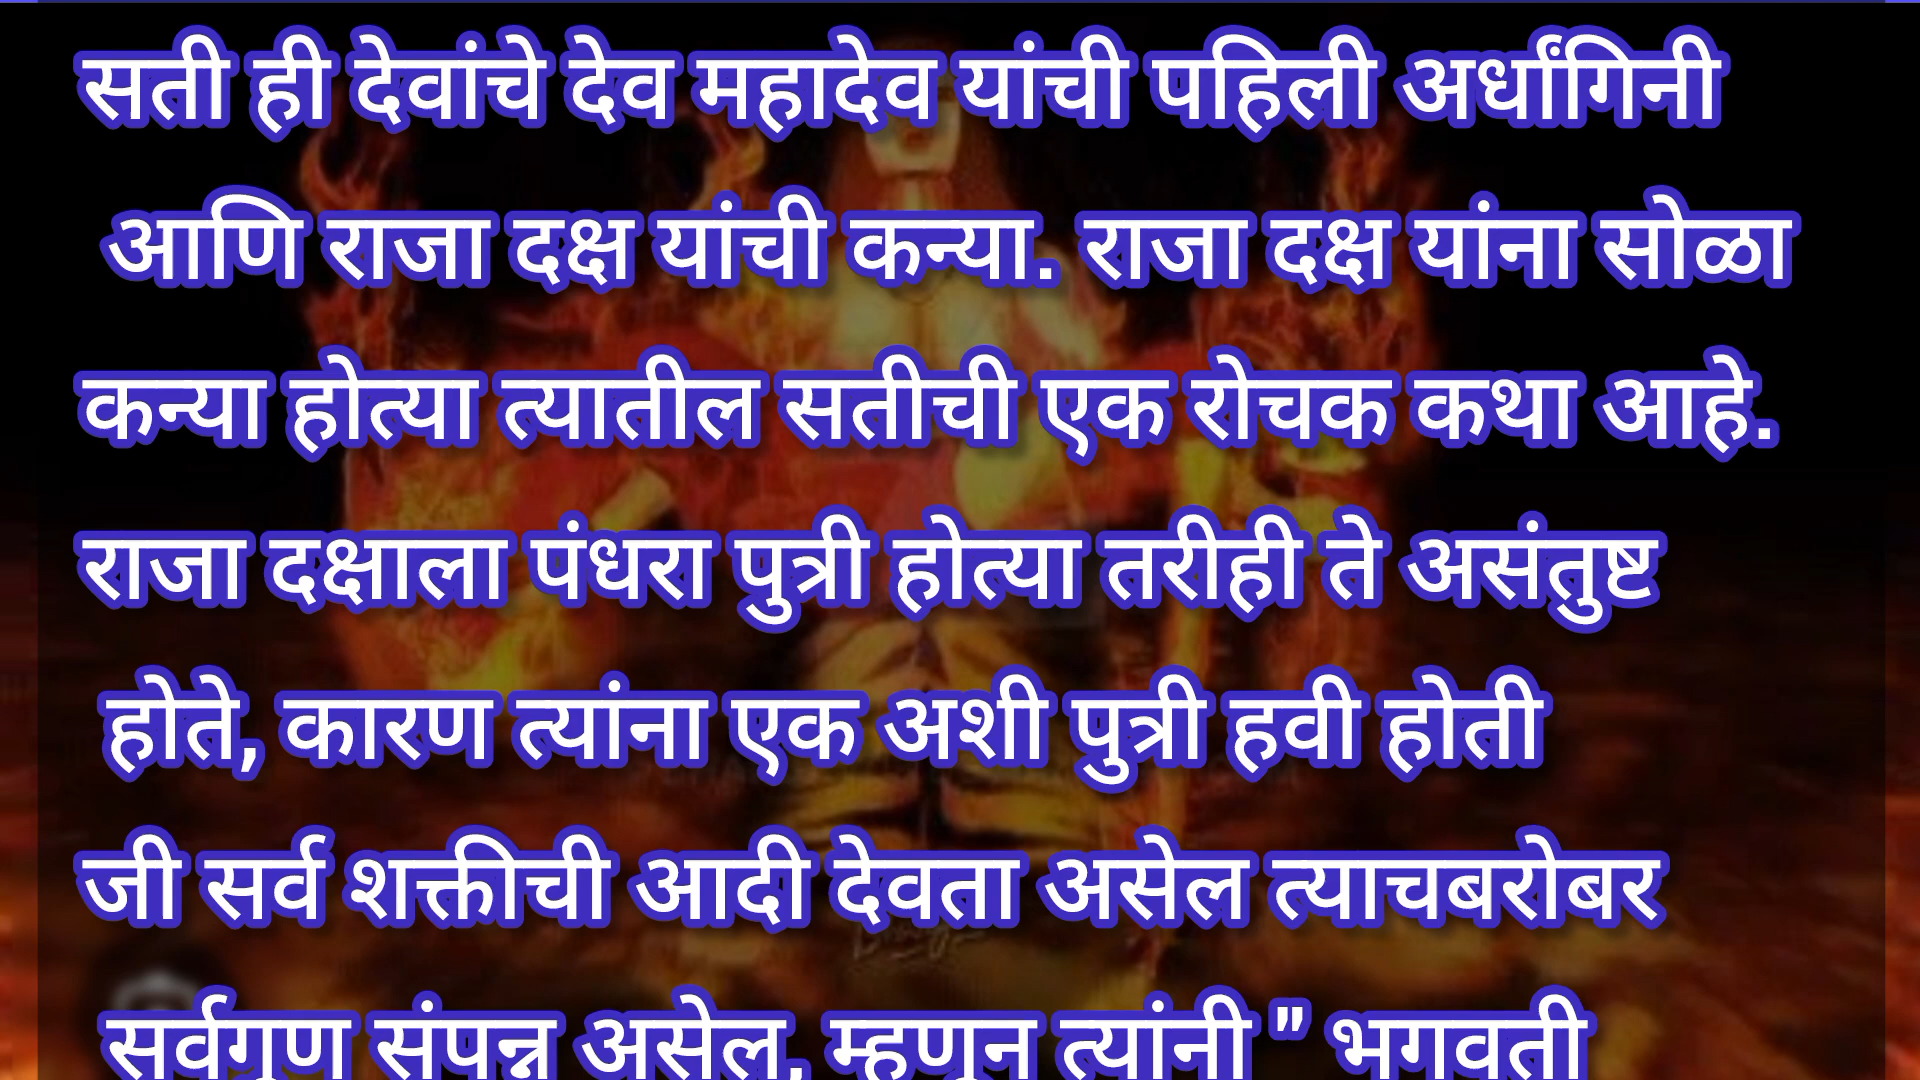 सती ही देवांचे देव महादेव यांची पहिली अर्धांगिनी
आणि राजा दक्ष यांची कन्या. राजा दक्ष यांना सोळा
कन्या होत्या त्यातील सतीची एक रोचक कथा आहे.
राजा दक्षाला पंधरा पुत्री होत्या तरीही ते असंतुष्ट
होते, कारण त्यांना एक अशी पुत्री हवी होती
जी सर्व शक्तीची आदी देवता असेल त्याचबरोबर
सर्वगुण संपन्न असेल, म्हणून त्यांनी " भगवती